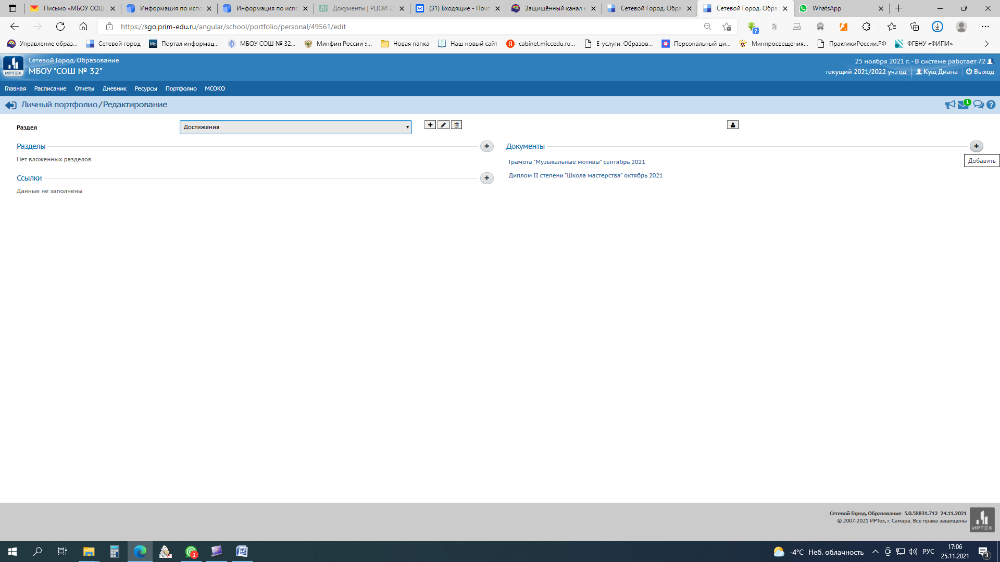 Письмо «МБОУ СОШ
Информация по испо
Информация по испо
Документы | РЦОИ 25
(31) Входящие - Почт
Защищённый канал н
Сетевой Город. Обра
Сетевой Город. Обра
WhatsApp
https://sgo.prim-edu.ru/angular/school/portfolio/personal/49561/edit
Управление образ...
Сетевой город
Мо Портал информац...
МБОУ СОШ № 32...
Минфин России ::...
Новая папка
Наш новый сайт
Я cabinet.miccedu.ru...
Е-услуги. Образов...
Персональный ци...
Минпросвещения...
ПрактикиРоссии.РФ
ФГБНУ «ФИПИ»
ИРТЕХ
Сетевой Город. Образование
МБОУ "СОШ № 32"
25 ноября 2021 г. - В системе работает 72
текущий 2021/2022 уч.год Кущ Диана Выход
Главная Расписание Отчеты Дневник Ресурсы Портфолио МСОКО
Личный портфолио/Редактирование
1
Раздел Достижения
Разделы
Нет вложенных разделов
Ссылки
Данные не заполнены
Документы
Добавить
Грамота "Музыкальные мотивы" сентябрь 2021
Диплом II степени "Школа мастерства" октябрь 2021
Сетевой Город. Образование 5.0.58831.712 24.11.2021
© 2007-2021 ИРТех, г. Самара. Все права защищены
ИРТЕХ
PDF24
1
-4°C Неб. облачность
РУС
17:06
25.11.2021
3